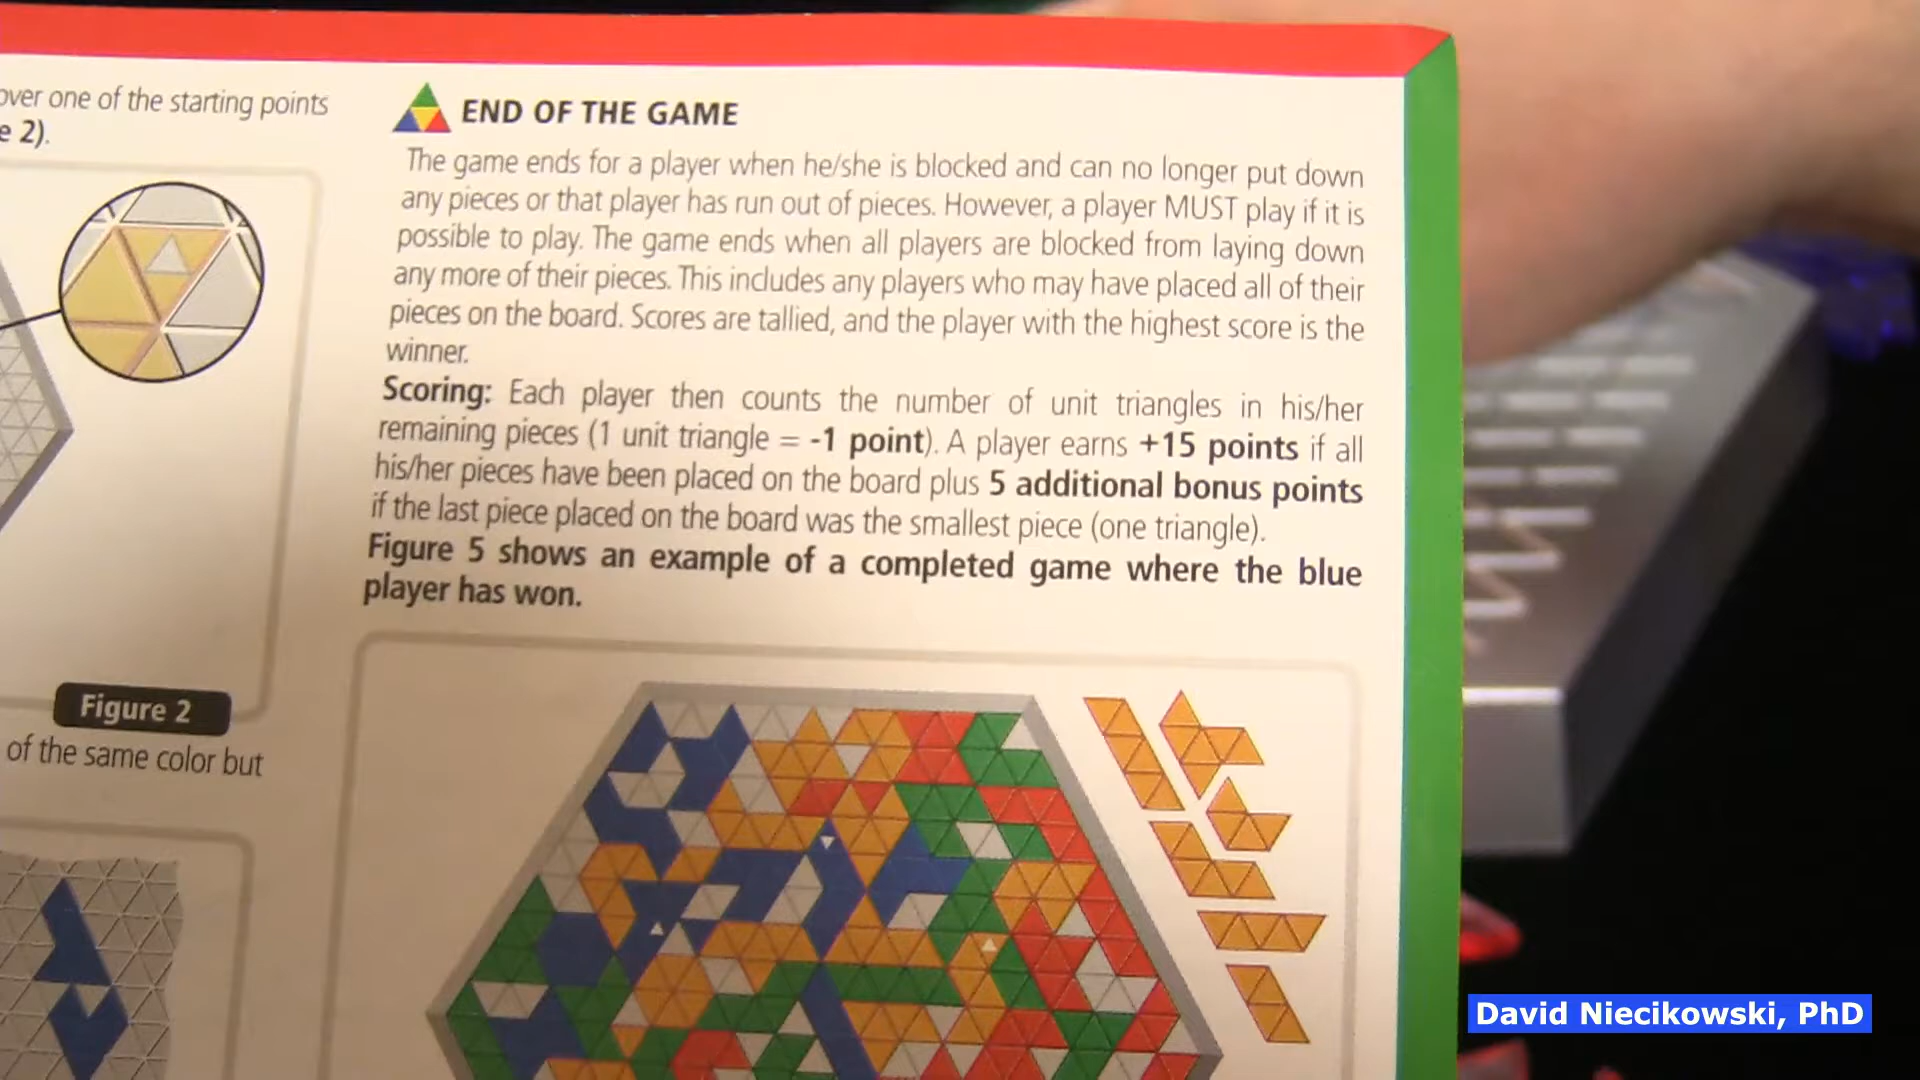 over one of the starting points
e 2).
Figure 2
of the same color but
END OF THE GAME
The game ends for a player when he/she is blocked and can no longer put down
any pieces or that player has run out of pieces. However, a player MUST play if it is
possible to play. The game ends when all players are blocked from laying down
any more of their pieces. This includes any players who may have placed all of their
pieces on the board. Scores are tallied, and the player with the highest score is the
winner.
Scoring: Each player then counts the number of unit triangles in his/her
remaining pieces (1 unit triangle = -1 point). A player earns +15 points if all
his/her pieces have been placed on the board plus 5 additional bonus points
if the last piece placed on the board was the smallest piece (one triangle).
Figure 5 shows an example of a completed game where the blue
player has won.
David Niecikowski, PhD